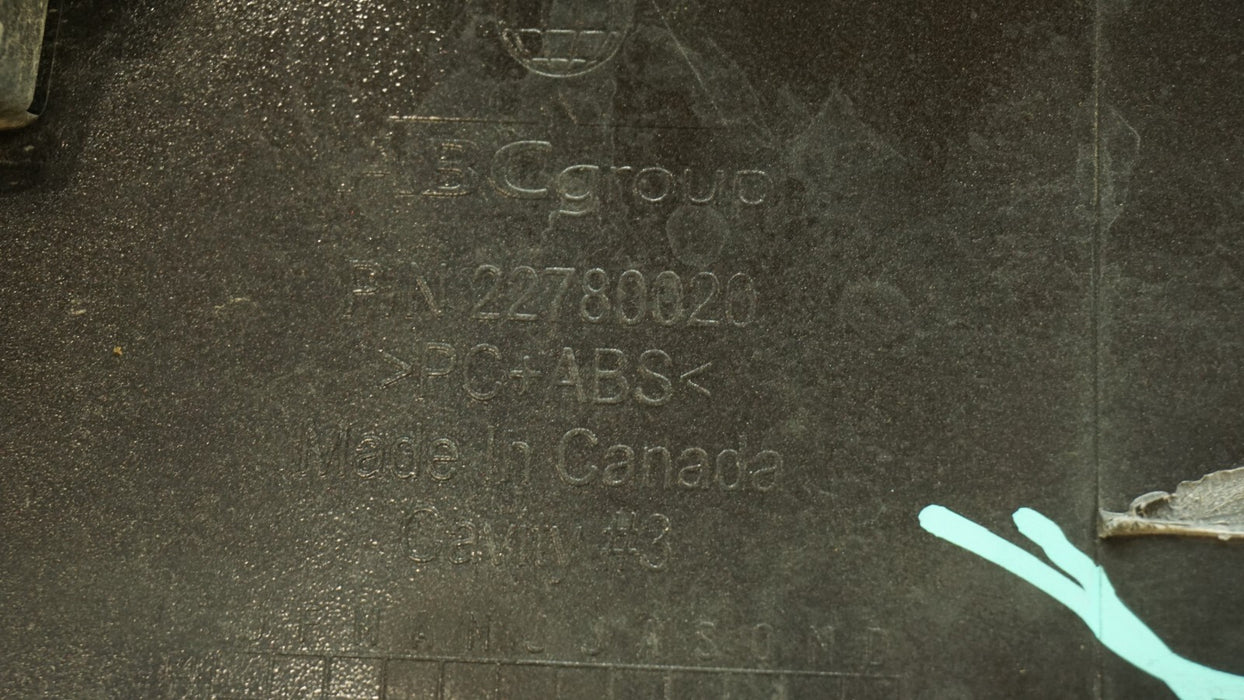 ABCgroup
P/N 22780020
>PC+ABS<
Made In Canada
Cavity #3
J F M A M J J A S O N D